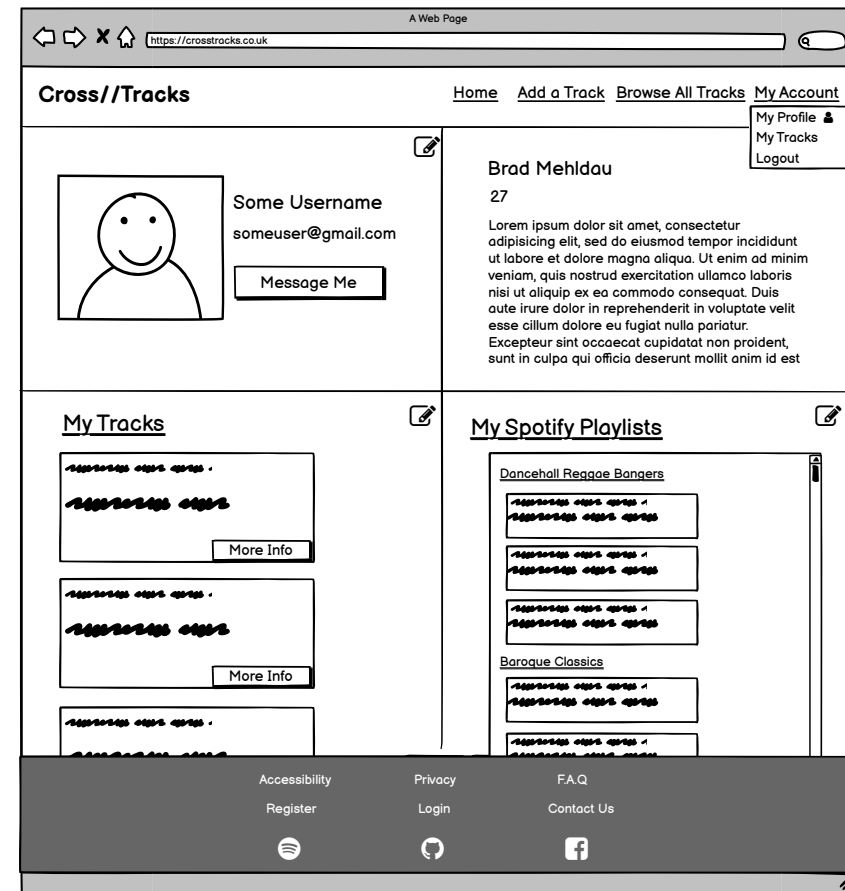 A Web Page
https://crosstracks.co.uk
Cross//Tracks
Home Add a Track Browse All Tracks My Account
My Profile
My Tracks
Logout
Some Username
someuser@gmail.com
Message Me
Brad Mehldau
27
Lorem ipsum dolor sit amet, consectetur
adipisicing elit, sed do eiusmod tempor incididunt
ut labore et dolore magna aliqua. Ut enim ad minim
veniam, quis nostrud exercitation ullamco laboris
nisi ut aliquip ex ea commodo consequat. Duis
aute irure dolor in reprehenderit in voluptate velit
esse cillum dolore eu fugiat nulla pariatur.
Excepteur sint occaecat cupidatat non proident,
sunt in culpa qui officia deserunt mollit anim id est
My Tracks
More Info
More Info
My Spotify Playlists
Dancehall Reggae Bangers
Baroque Classics
Accessibility Privacy F.A.Q
Register Login Contact Us